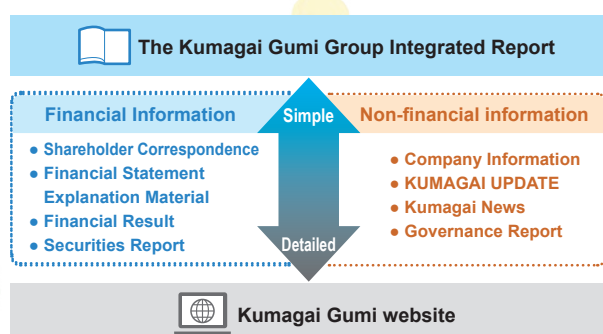 The Kumagai Gumi Group Integrated Report
Financial Information
Simple
Non-financial information
● Shareholder Correspondence
● Financial Statement
Explanation Material
● Financial Result
● Securities Report
● Company Information
● KUMAGAI UPDATE
● Kumagai News
● Governance Report
Detailed
Kumagai Gumi website